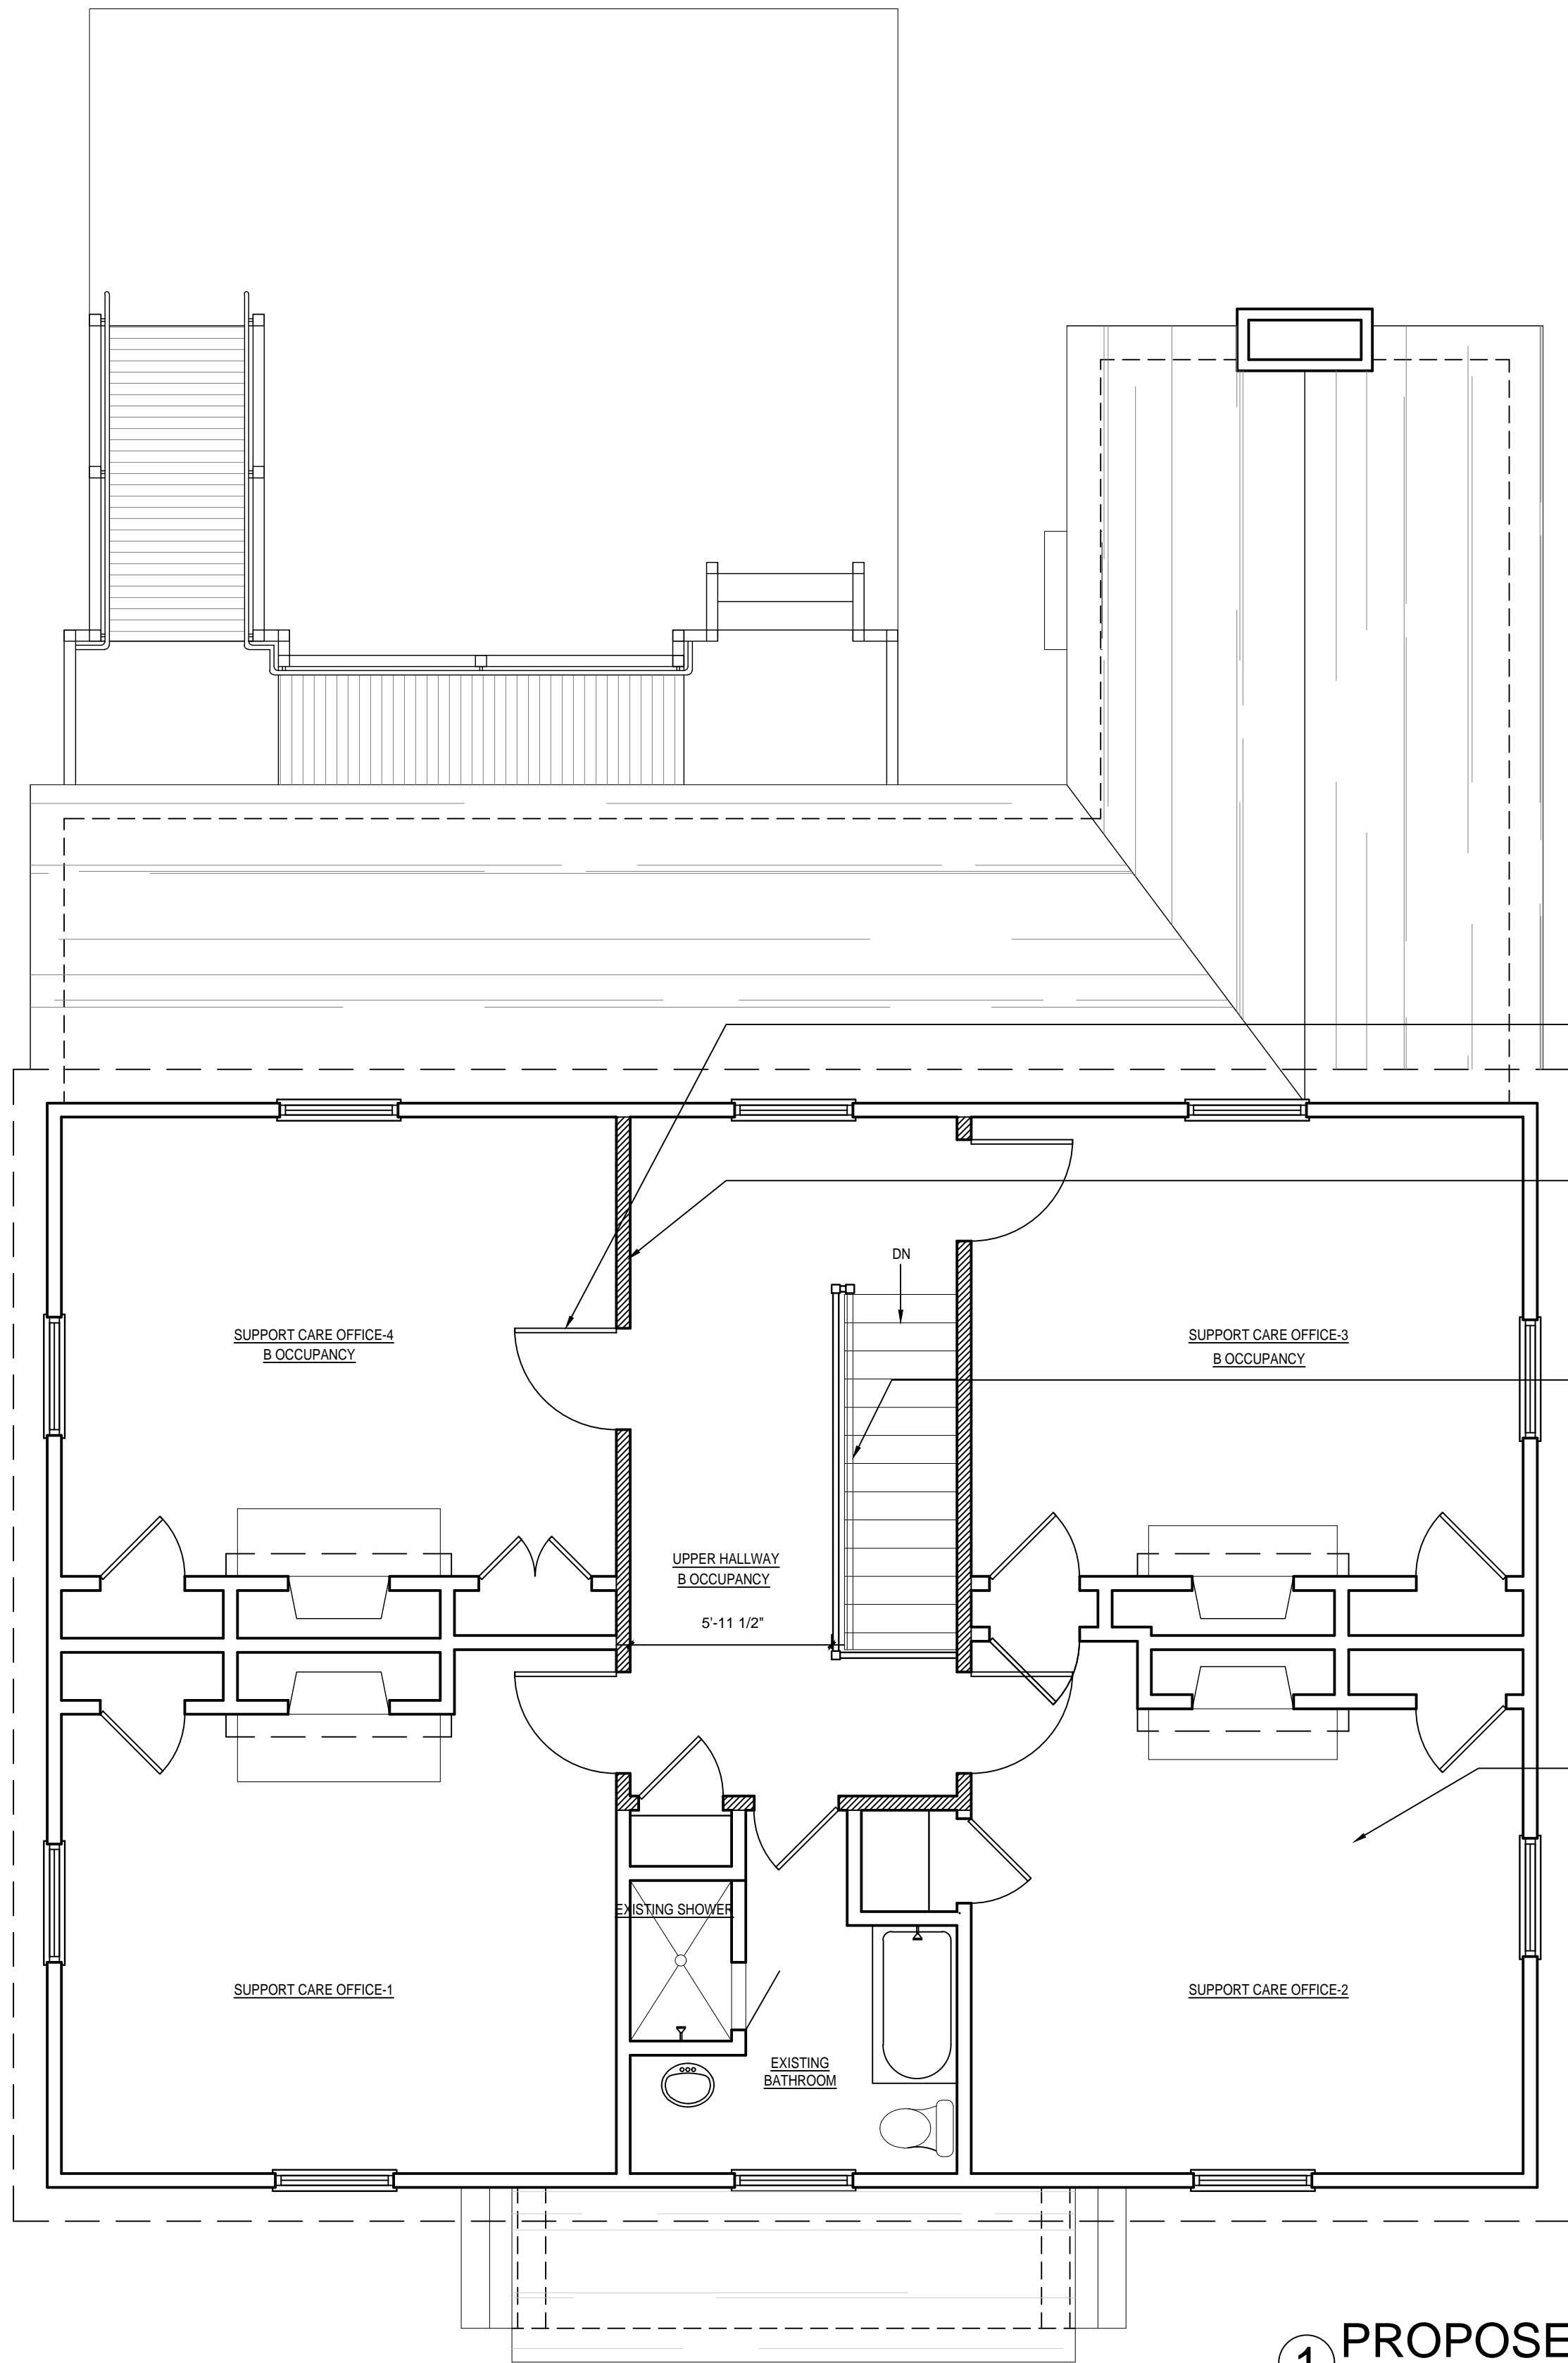 DN
SUPPORT CARE OFFICE-4
B OCCUPANCY
SUPPORT CARE OFFICE-3
B OCCUPANCY
UPPER HALLWAY
B OCCUPANCY
5'-11 1/2"
EXISTING SHOWER
SUPPORT CARE OFFICE-1
SUPPORT CARE OFFICE-2
EXISTING
BATHROOM
1 PROPOSE